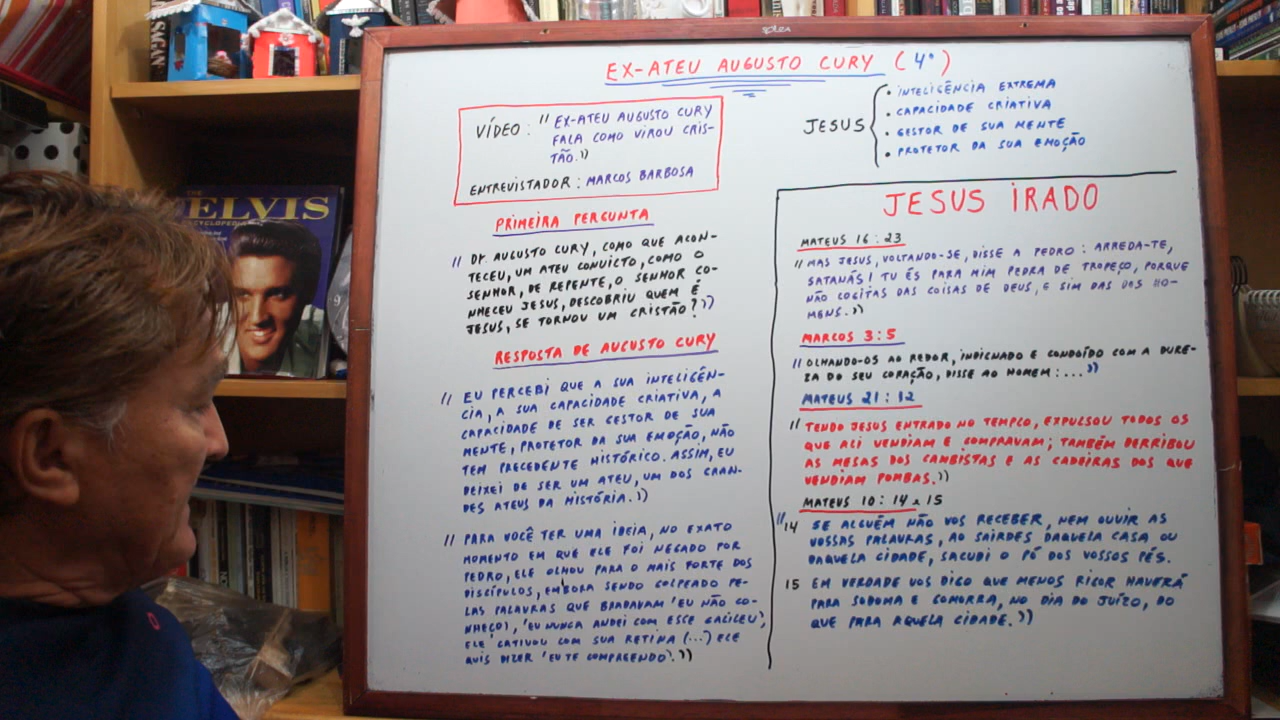 SAGAN
THE
ELVIS
ENCYCLOPEDIA
EX-ATEU AUGUSTO CURY (4º)
VÍDEO: "EX-ATEU AUGUSTO CURY
FALA COMO VIROU CRIS-
TÃO."
ENTREVISTADOR: MARCOS BARBOSA
PRIMEIRA PERGUNTA
"Dr. AUGUSTO CURY, COMO QUE ACON-
TECEU, UM ATEU CONVICTO, COMO O
SENHOR, DE REPENTE, O SENHOR CO-
NHECEU JESUS, DESCOBRIU QUEM É
JESUS, SE TORNOU UM CRISTÃO?"
RESPOSTA DE AUGUSTO CURY
"EU PERCEBI QUE A SUA INTELIGÊN-
CIA, A SUA CAPACIDADE CRIATIVA, A
CAPACIDADE DE SER GESTOR DE SUA
MENTE, PROTETOR DA SUA EMOÇÃO, NÃO
TEM PRECEDENTE HISTÓRICO. ASSIM, EU
DEIXEI DE SER UM ATEU, UM DOS GRAN-
DES ATEUS DA HISTÓRIA."
"PARA VOCÊ TER UMA IDEIA, NO EXATO
MOMENTO EM QUE ELE FOI NEGADO POR
PEDRO, ELE OLHOU PARA O MAIS FORTE DOS
DISCÍPULOS, EMBORA SENDO GOLPEADO PE-
LAS PALAVRAS QUE BRADAVAM 'EU NÃO CO-
NHEÇO', 'EU NUNCA ANDEI COM ESSE GALILEU',
ELE CATIVOU COM SUA RETINA (...) ELE
QUIS DIZER 'EU TE COMPREENDO'."
JESUS
• INTELIGÊNCIA EXTREMA
• CAPACIDADE CRIATIVA
• GESTOR DE SUA MENTE
• PROTETOR DA SUA EMOÇÃO
JESUS IRADO
MATEUS 16:23
"MAS JESUS, VOLTANDO-SE, DISSE A PEDRO: ARREDA-TE,
SATANÁS! TU ÉS PARA MIM PEDRA DE TROPEÇO, PORQUE
NÃO COGITAS DAS COISAS DE DEUS, E SIM DAS DOS HO-
MENS."
MARCOS 3:5
"OLHANDO-OS AO REDOR, INDIGNADO E CONDOÍDO COM A DURE-
ZA DO SEU CORAÇÃO, DISSE AO HOMEM:..."
MATEUS 21:12
"TENDO JESUS ENTRADO NO TEMPLO, EXPULSOU TODOS OS
QUE ALI VENDIAM E COMPRAVAM; TAMBÉM DERRIBOU
AS MESAS DOS CAMBISTAS E AS CADEIRAS DOS QUE
VENDIAM POMBAS."
MATEUS 10:14 a 15
"14 SE ALGUÉM NÃO VOS RECEBER, NEM OUVIR AS
VOSSAS PALAVRAS, AO SAIRDES DAQUELA CASA OU
DAQUELA CIDADE, SACUDI O PÓ DOS VOSSOS PÉS.
15 EM VERDADE VOS DIGO QUE MENOS RIGOR HAVERÁ
PARA SODOMA E GOMORRA, NO DIA DO JUÍZO, DO
QUE PARA AQUELA CIDADE."